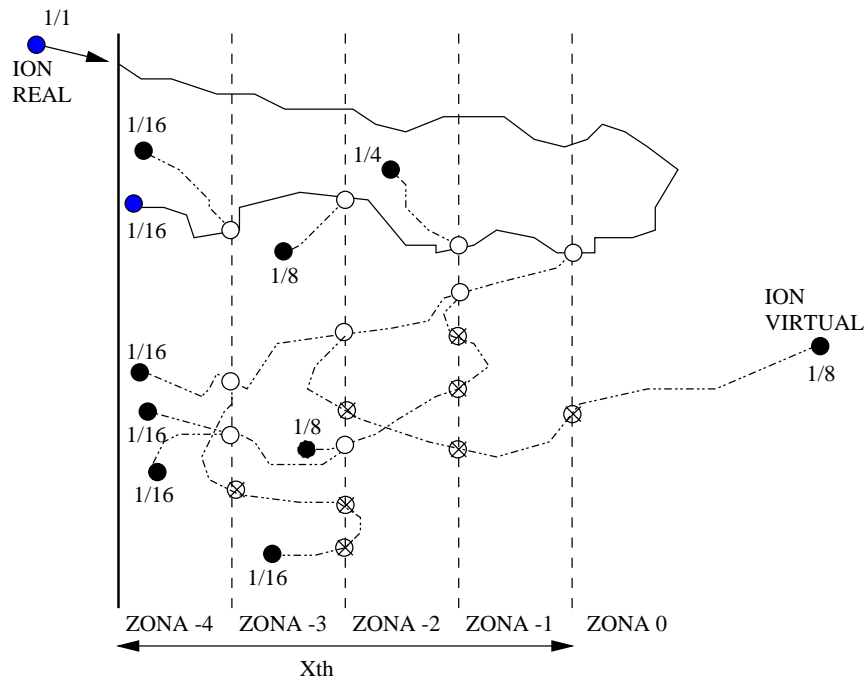 1/1
ION
REAL
1/16
1/4
1/16
1/8
ION
VIRTUAL
1/16
1/8
1/8
1/16
1/16
1/16
ZONA -4
ZONA -3
ZONA -2
ZONA -1
ZONA 0
Xth